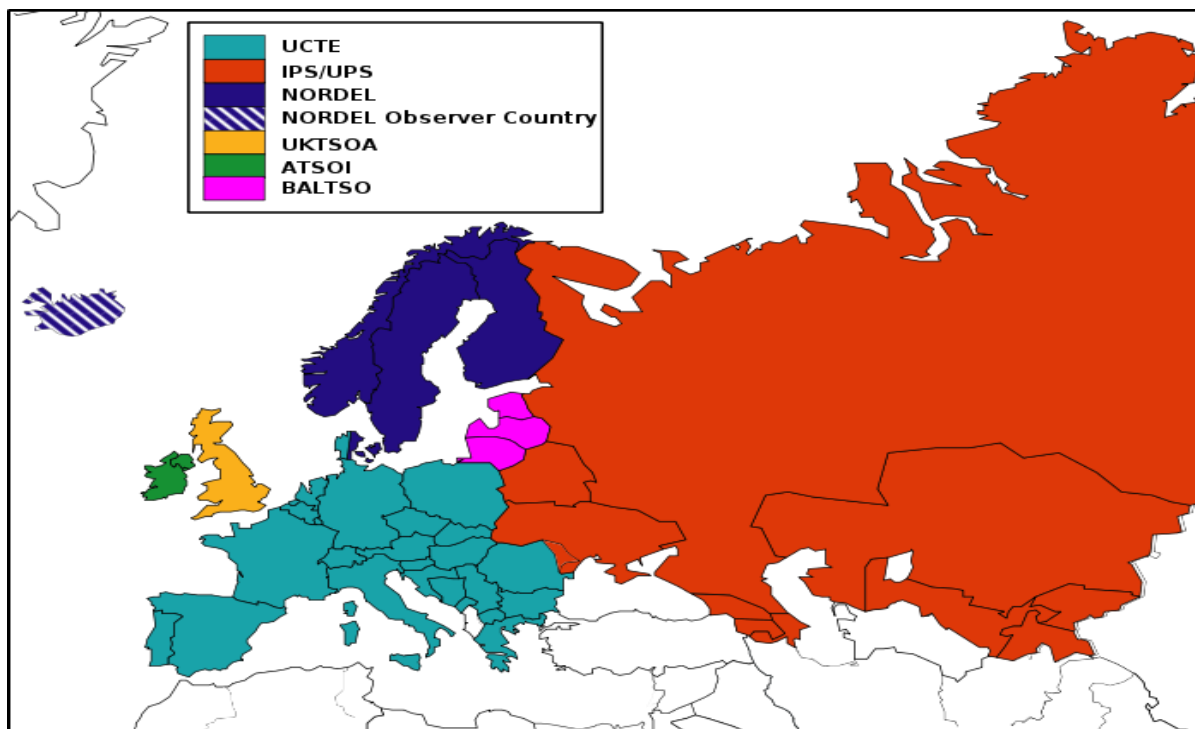 UCTE
IPS/UPS
NORDEL
NORDEL Observer Country
UKTSOA
ATSOI
BALTSO